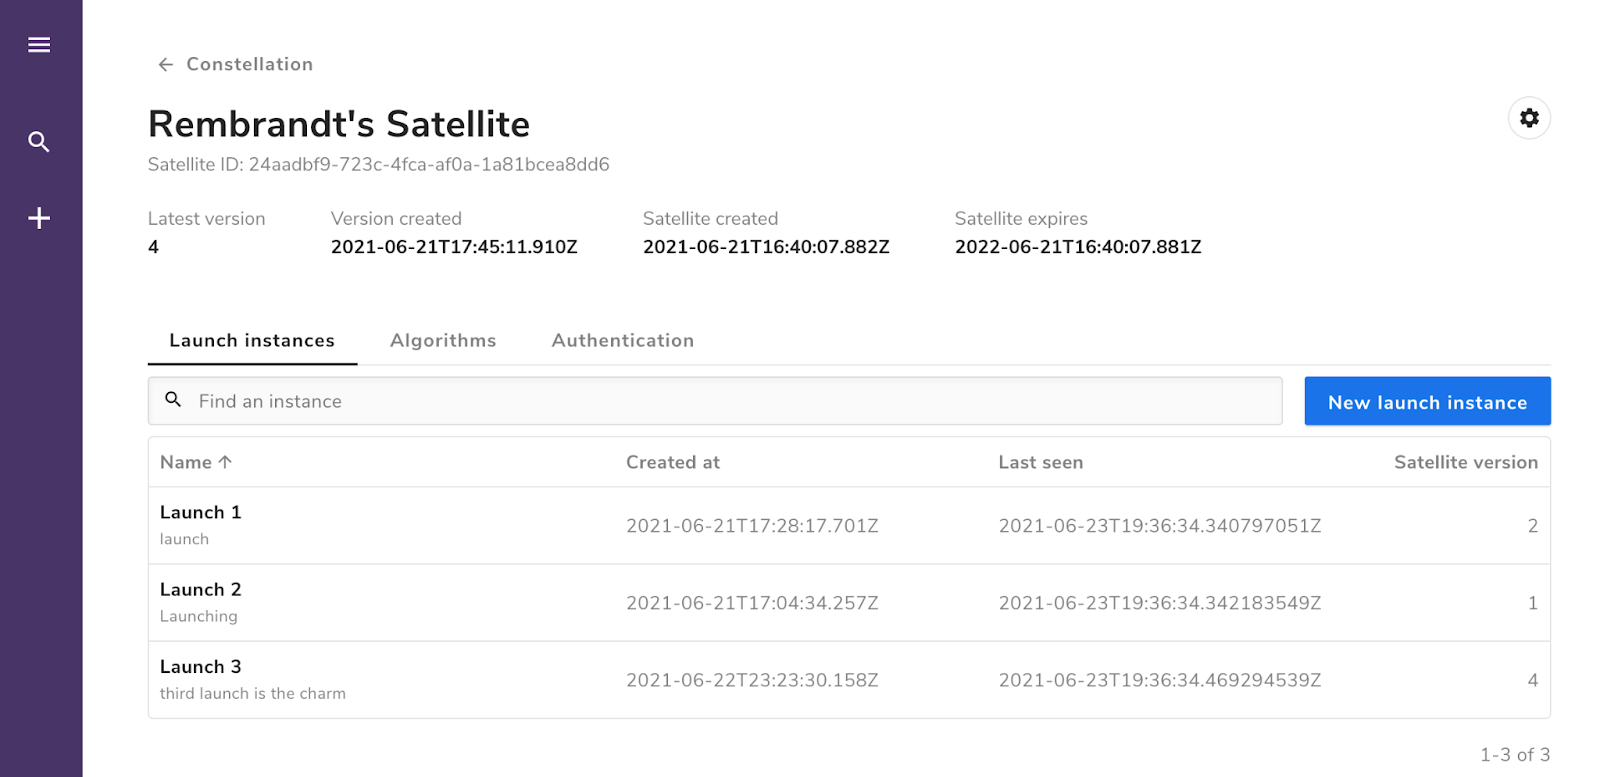 Constellation
Rembrandt's Satellite
Satellite ID: 24aadbf9-723c-4fca-af0a-1a81bcea8dd6
Latest version Version created Satellite created Satellite expires
4 2021-06-21T17:45:11.910Z 2021-06-21T16:40:07.882Z 2022-06-21T16:40:07.881Z
Launch instances Algorithms Authentication
Find an instance New launch instance
Name Created at Last seen Satellite version
Launch 1
launch 2021-06-21T17:28:17.701Z 2021-06-23T19:36:34.340797051Z 2
Launch 2
Launching 2021-06-21T17:04:34.257Z 2021-06-23T19:36:34.342183549Z 1
Launch 3
third launch is the charm 2021-06-22T23:23:30.158Z 2021-06-23T19:36:34.469294539Z 4
1-3 of 3